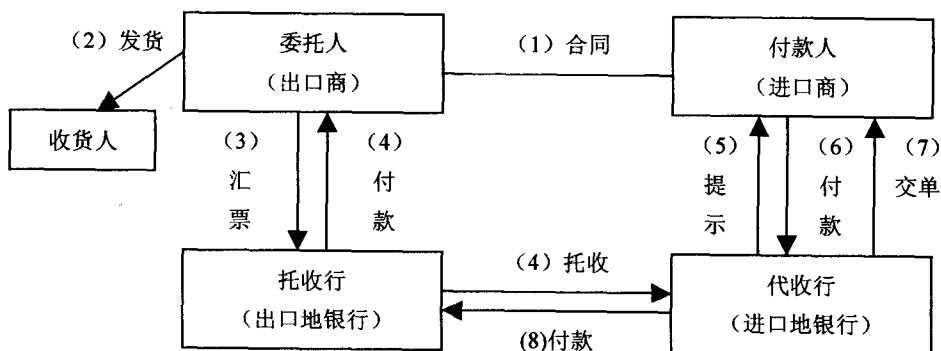 （2）发货
委托人
（出口商）
（1）合同
付款人
（进口商）
收货人
（3）
汇
票
（4）
付
款
（5）
提
示
（6）
付
款
（7）
交单
托收行
（出口地银行）
（4）托收
(8)付款
代收行
（进口地银行）